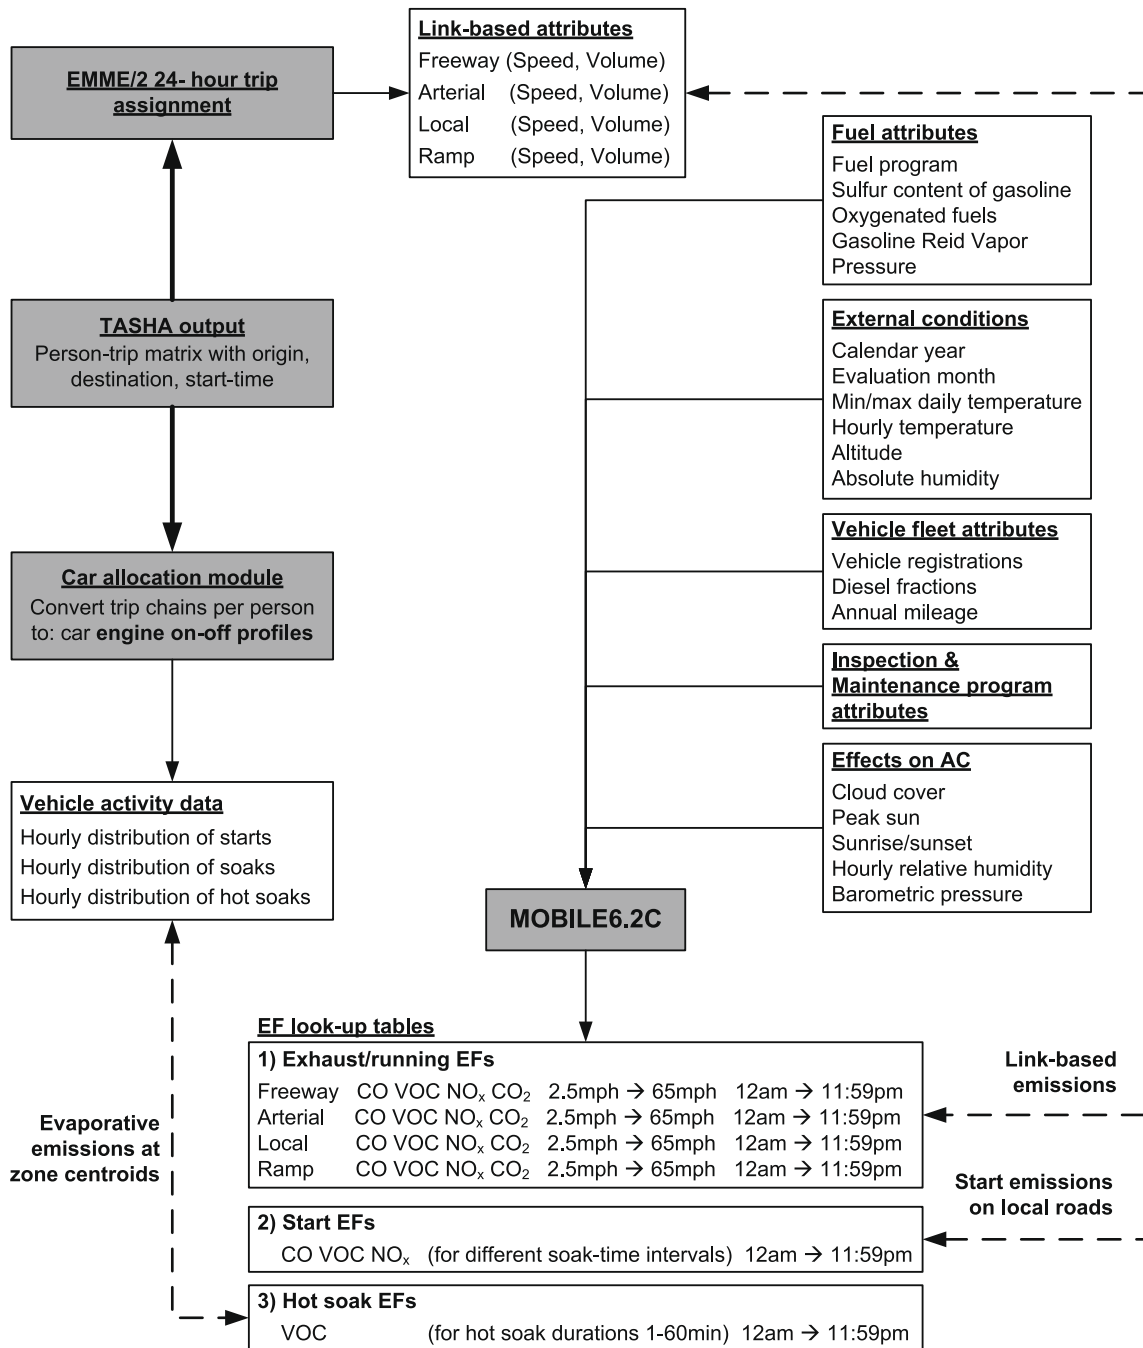 EMME/2 24- hour trip
assignment
Link-based attributes
Freeway (Speed, Volume)
Arterial (Speed, Volume)
Local (Speed, Volume)
Ramp (Speed, Volume)
Fuel attributes
Fuel program
Sulfur content of gasoline
Oxygenated fuels
Gasoline Reid Vapor
Pressure
TASHA output
Person-trip matrix with origin,
destination, start-time
External conditions
Calendar year
Evaluation month
Min/max daily temperature
Hourly temperature
Altitude
Absolute humidity
Car allocation module
Convert trip chains per person
to: car engine on-off profiles
Vehicle fleet attributes
Vehicle registrations
Diesel fractions
Annual mileage
Inspection &
Maintenance program
attributes
Effects on AC
Cloud cover
Peak sun
Sunrise/sunset
Hourly relative humidity
Barometric pressure
Vehicle activity data
Hourly distribution of starts
Hourly distribution of soaks
Hourly distribution of hot soaks
MOBILE6.2C
EF look-up tables
1) Exhaust/running EFs
Freeway CO VOC NOₓ CO₂ 2.5mph → 65mph 12am → 11:59pm
Arterial CO VOC NOₓ CO₂ 2.5mph → 65mph 12am → 11:59pm
Local CO VOC NOₓ CO₂ 2.5mph → 65mph 12am → 11:59pm
Ramp CO VOC NOₓ CO₂ 2.5mph → 65mph 12am → 11:59pm
Link-based
emissions
Evaporative
emissions at
zone centroids
Start emissions
on local roads
2) Start EFs
CO VOC NOₓ (for different soak-time intervals) 12am → 11:59pm
3) Hot soak EFs
VOC (for hot soak durations 1-60min) 12am → 11:59pm